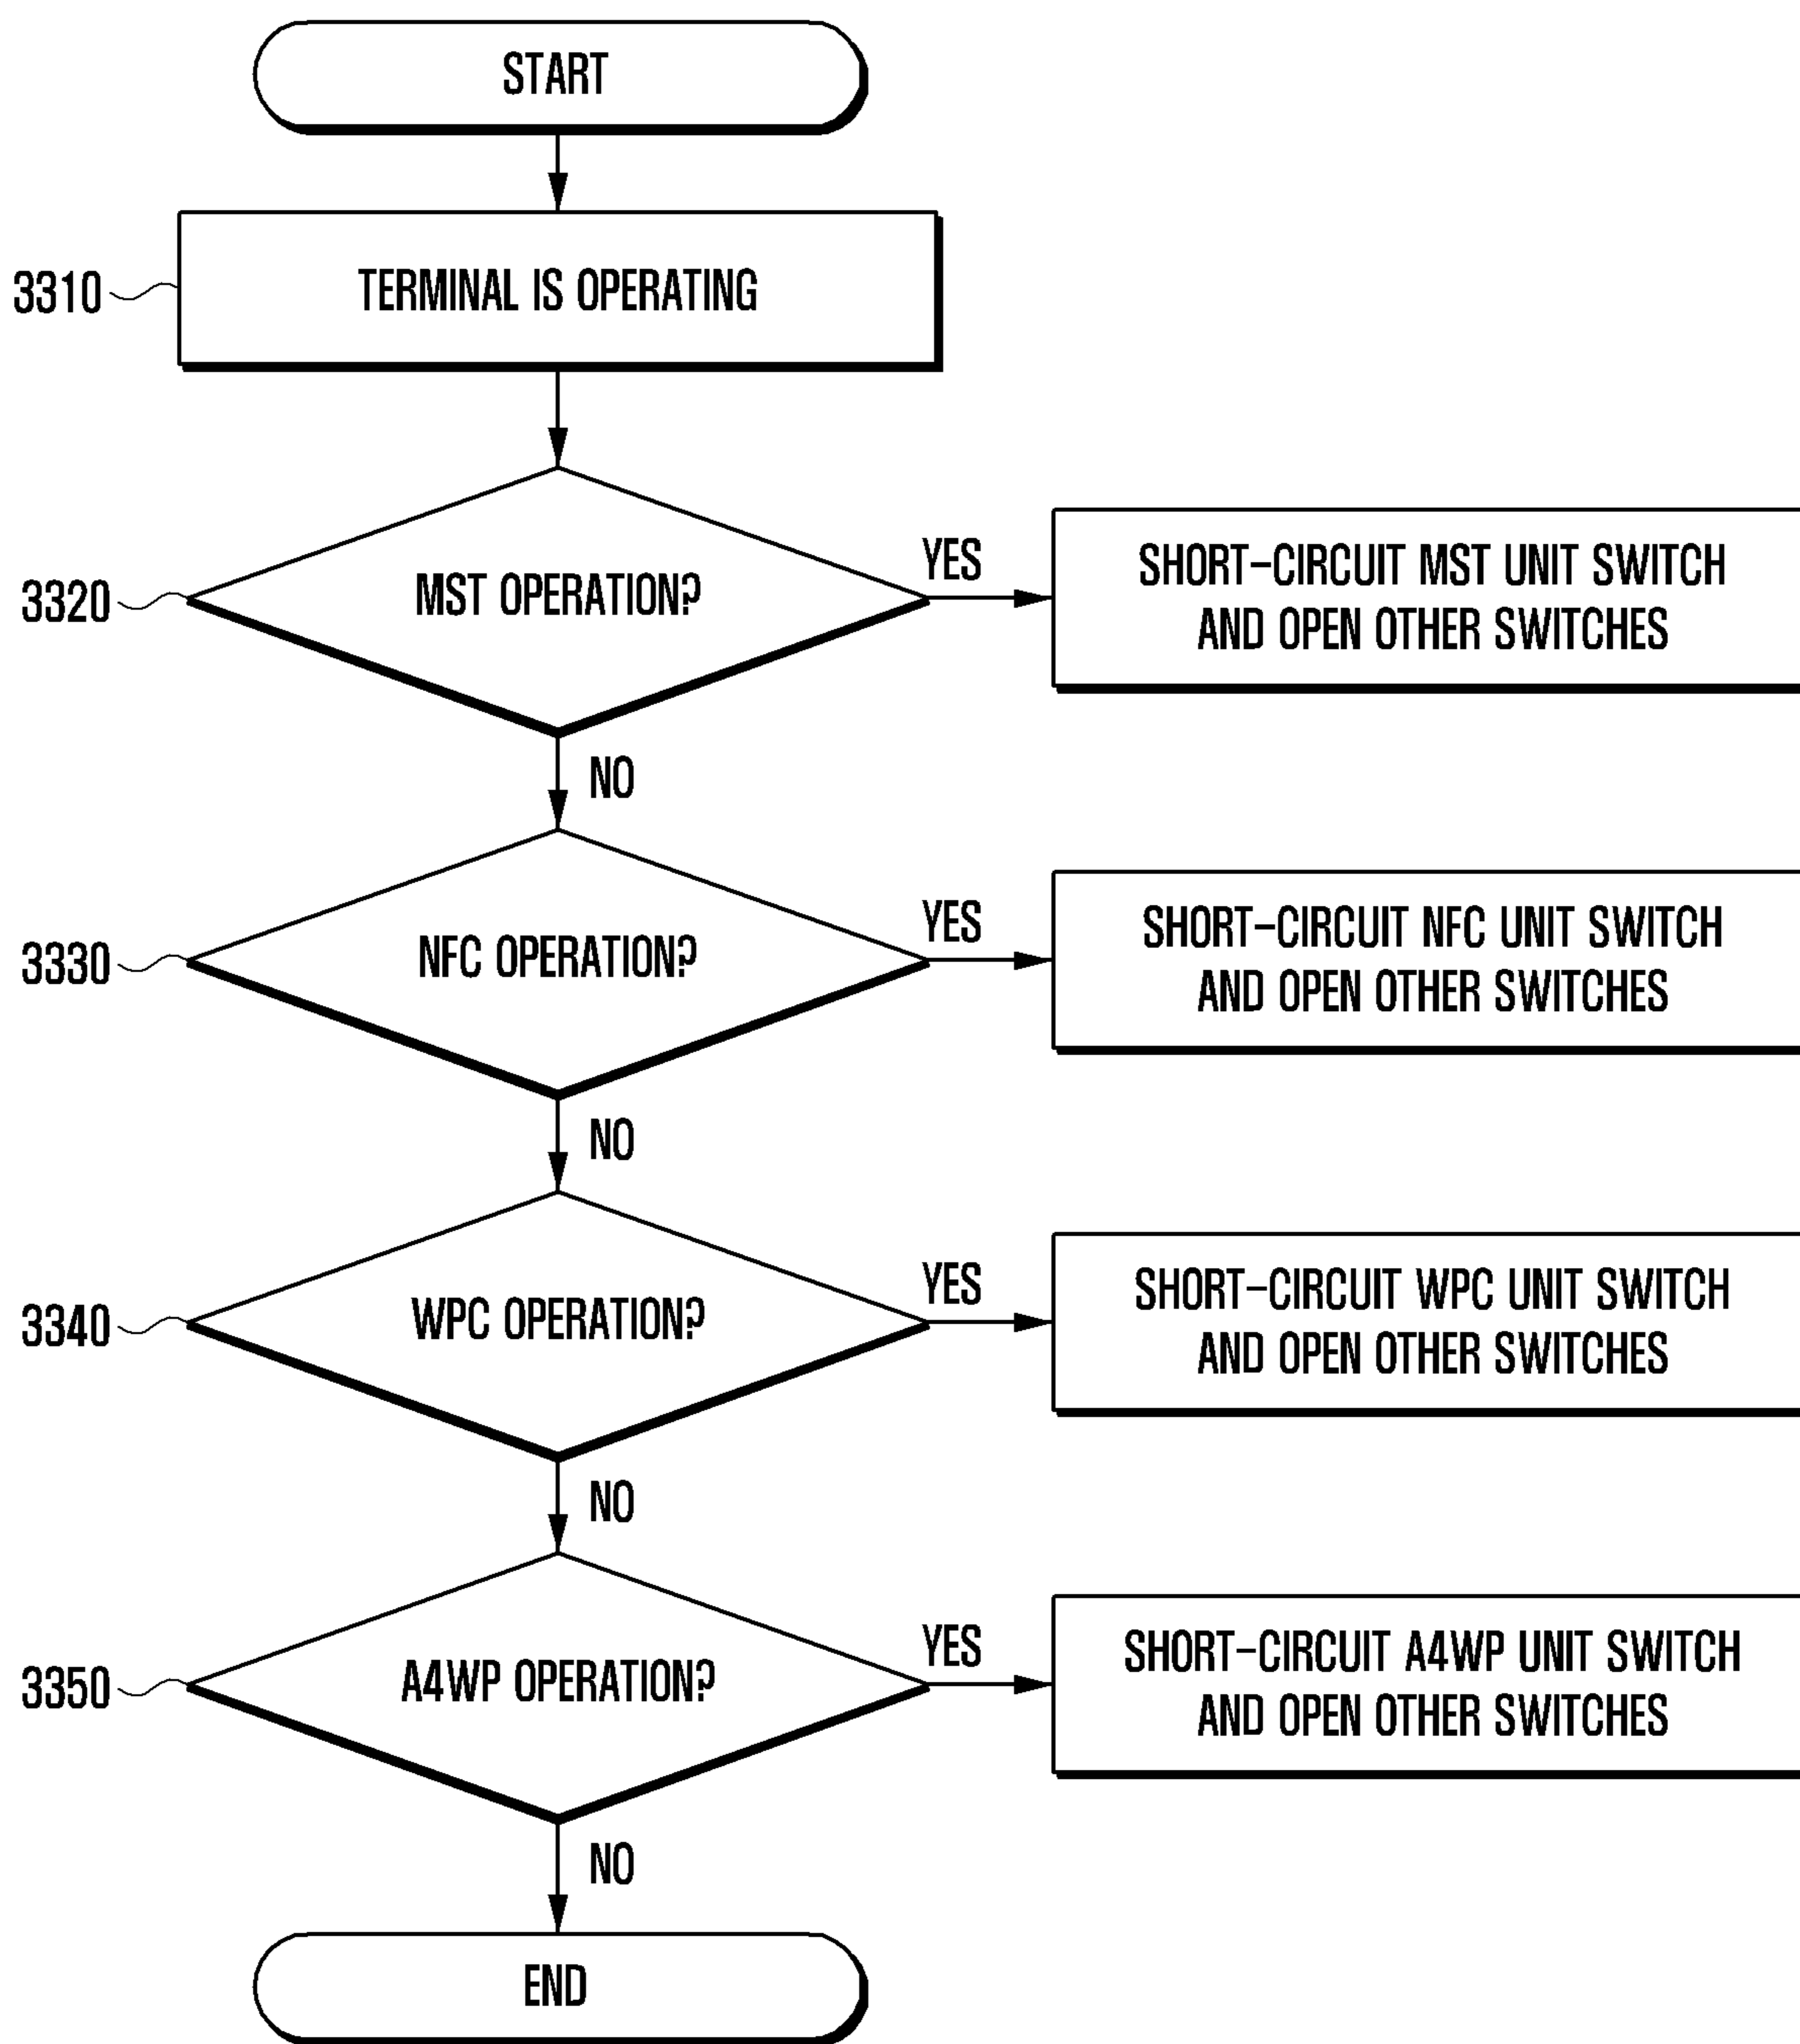 START
3310
TERMINAL IS OPERATING
3320
MST OPERATION?
YES
SHORT-CIRCUIT MST UNIT SWITCH
AND OPEN OTHER SWITCHES
NO
3330
NFC OPERATION?
YES
SHORT-CIRCUIT NFC UNIT SWITCH
AND OPEN OTHER SWITCHES
NO
3340
WPC OPERATION?
YES
SHORT-CIRCUIT WPC UNIT SWITCH
AND OPEN OTHER SWITCHES
NO
3350
A4WP OPERATION?
YES
SHORT-CIRCUIT A4WP UNIT SWITCH
AND OPEN OTHER SWITCHES
NO
END